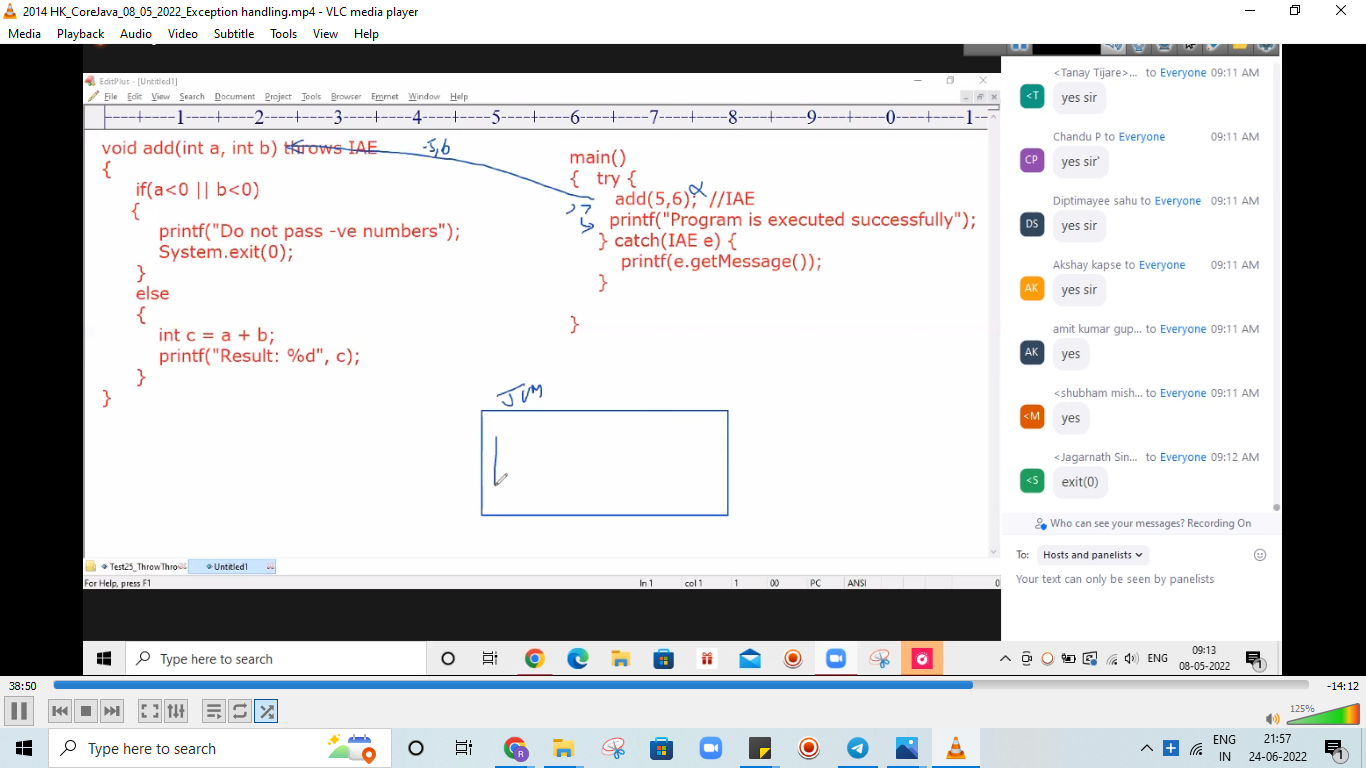 2014 HK_CoreJava_08_05_2022_Exception handling.mp4 - VLC media player
Media Playback Audio Video Subtitle Tools View Help
EditPlus - [Untitled1]
File Edit View Search Document Project Tools Browser Emmet Window Help
1 2 3 4 5 6 7 8 9 0 1
void add(int a, int b) throws IAE
{
if(a<0 || b<0)
{
printf("Do not pass -ve numbers");
System.exit(0);
}
else
{
int c = a + b;
printf("Result: %d", c);
}
}
-5,6
main()
{ try {
add(5,6); //IAE
printf("Program is executed successfully");
} catch(IAE e) {
printf(e.getMessage());
}
}
JVM
Test25_ThrowThro
Untitled1
For Help, press F1
ln 1 col 1 1 00 PC ANSI 0
<Tanay Tijare>... to Everyone 09:11 AM
<T
yes sir
Chandu P to Everyone 09:11 AM
CP
yes sir'
Diptimayee sahu to Everyone 09:11 AM
DS
yes sir
Akshay kapse to Everyone 09:11 AM
AK
yes sir
amit kumar gup... to Everyone 09:11 AM
AK
yes
<shubham mish... to Everyone 09:11 AM
<M
yes
<Jagarnath Sin... to Everyone 09:12 AM
<S
exit(0)
Who can see your messages? Recording On
To: Hosts and panelists
Your text can only be seen by panelists
Type here to search
ENG
09:13
08-05-2022
1
38:50
-14:12
125%
Type here to search
R
ENG
IN
21:57
24-06-2022
1